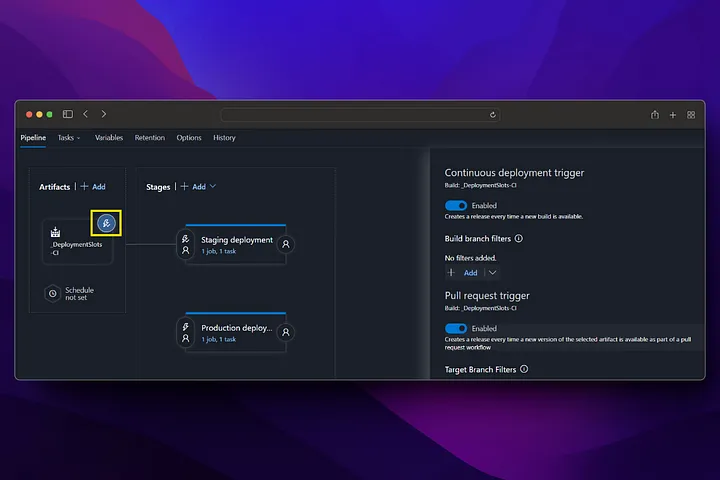 Pipeline Tasks Variables Retention Options History
Artifacts | + Add
_DeploymentSlots
-CI
Schedule
not set
Stages | + Add
Staging deployment
1 job, 1 task
Production deploy...
1 job, 1 task
Continuous deployment trigger
Build: _DeploymentSlots-CI
Enabled
Creates a release every time a new build is available.
Build branch filters
No filters added.
+ Add
Pull request trigger
Build: _DeploymentSlots-CI
Enabled
Creates a release every time a new version of the selected artifact is available as part of a pull
request workflow
Target Branch Filters